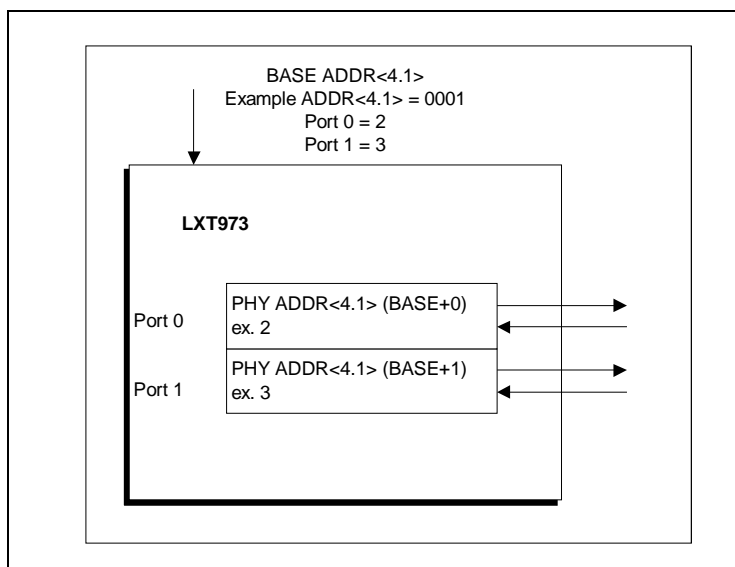 BASE ADDR<4.1>
Example ADDR<4.1> = 0001
Port 0 = 2
Port 1 = 3
LXT973
Port 0
PHY ADDR<4.1> (BASE+0)
ex. 2
Port 1
PHY ADDR<4.1> (BASE+1)
ex. 3